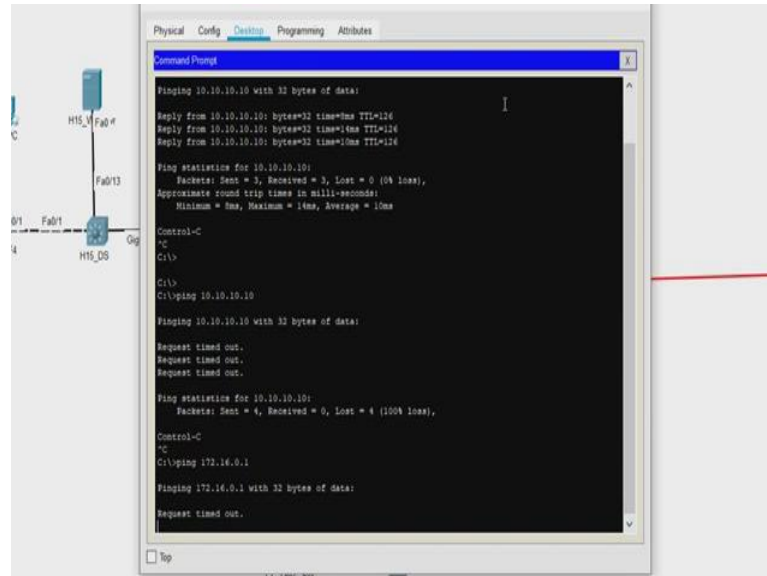 Physical Config Desktop Programming Attributes
Command Prompt
X
Pinging 10.10.10.10 with 32 bytes of data:
Reply from 10.10.10.10: bytes=32 time=8ms TTL=126
Reply from 10.10.10.10: bytes=32 time=14ms TTL=126
Reply from 10.10.10.10: bytes=32 time=10ms TTL=126
Ping statistics for 10.10.10.10:
Packets: Sent = 3, Received = 3, Lost = 0 (0% loss),
Approximate round trip times in milli-seconds:
Minimum = 8ms, Maximum = 14ms, Average = 10ms
Control-C
^C
C:\>
C:\>
C:\>ping 10.10.10.10
Pinging 10.10.10.10 with 32 bytes of data:
Request timed out.
Request timed out.
Request timed out.
Ping statistics for 10.10.10.10:
Packets: Sent = 4, Received = 0, Lost = 4 (100% loss),
Control-C
^C
C:\>ping 172.16.0.1
Pinging 172.16.0.1 with 32 bytes of data:
Request timed out.
Top
Fa0
Fa0/13
0/1 Fa0/1
Gig
H15_DS